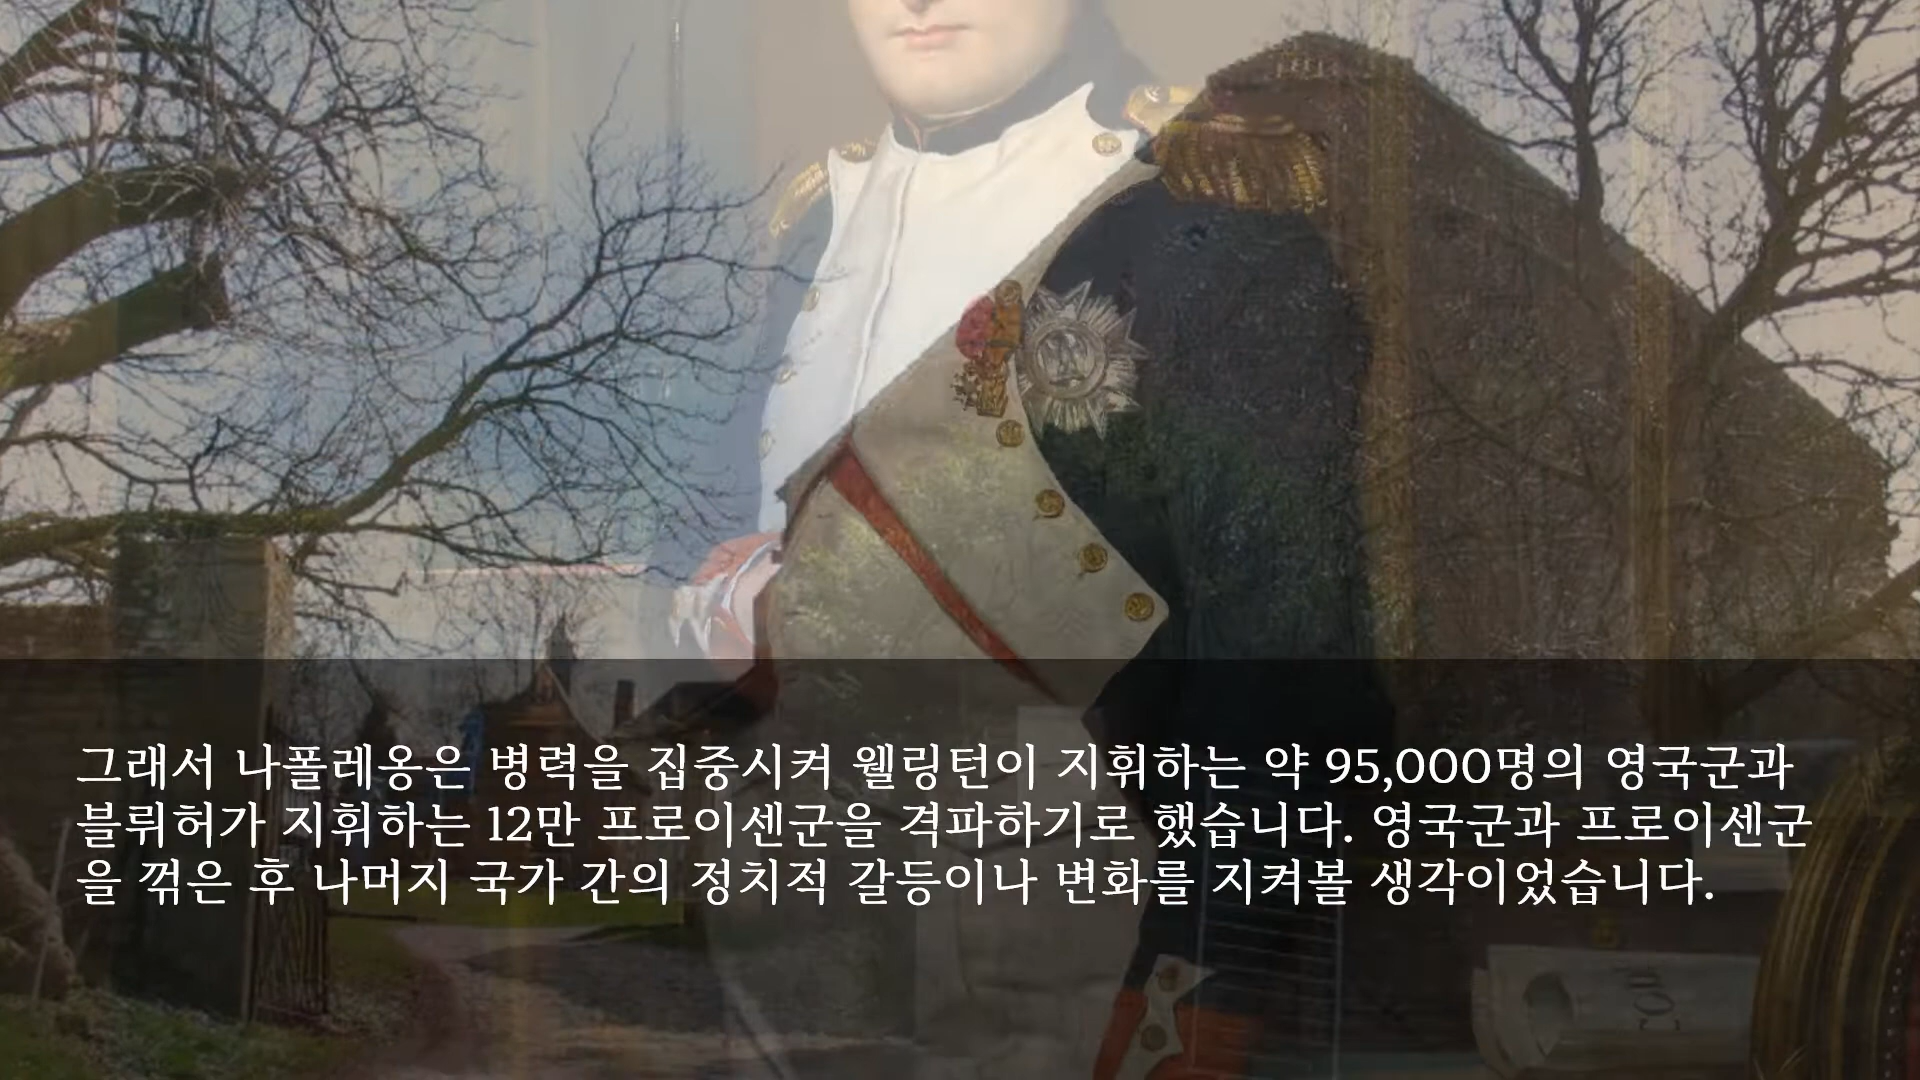 그래서 나폴레옹은 병력을 집중시켜 웰링턴이 지휘하는 약 95,000명의 영국군과
블뤼허가 지휘하는 12만 프로이센군을 격파하기로 했습니다. 영국군과 프로이센군
을 꺾은 후 나머지 국가 간의 정치적 갈등이나 변화를 지켜볼 생각이었습니다.